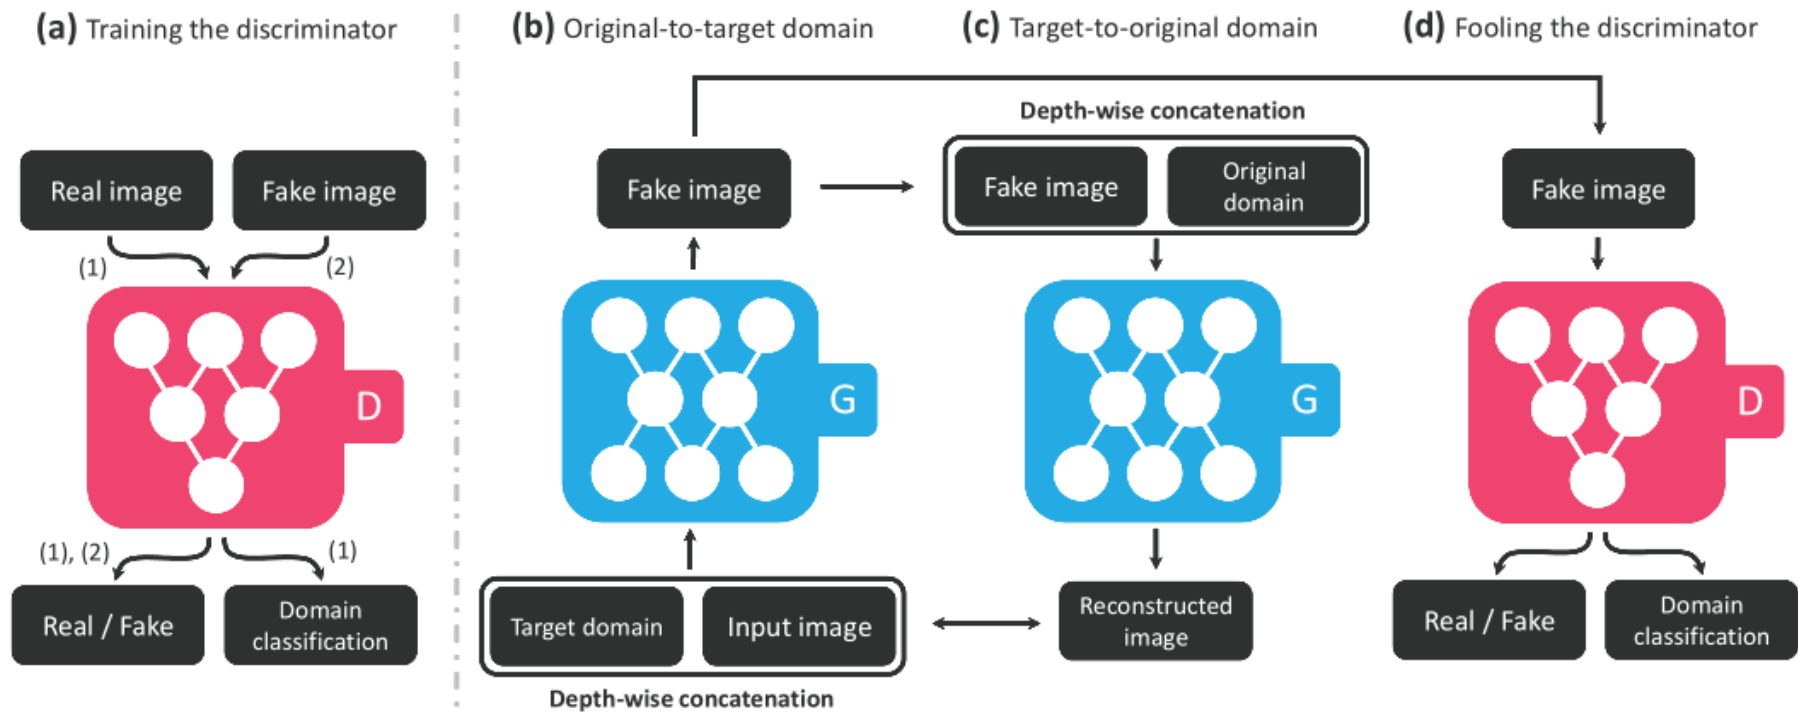 (a) Training the discriminator
Real image
Fake image
(1)
(2)
D
(1), (2)
(1)
Real / Fake
Domain
classification
(b) Original-to-target domain
Fake image
G
Target domain
Input image
Depth-wise concatenation
(c) Target-to-original domain
Depth-wise concatenation
Fake image
Original
domain
G
Reconstructed
image
(d) Fooling the discriminator
Fake image
D
Real / Fake
Domain
classification